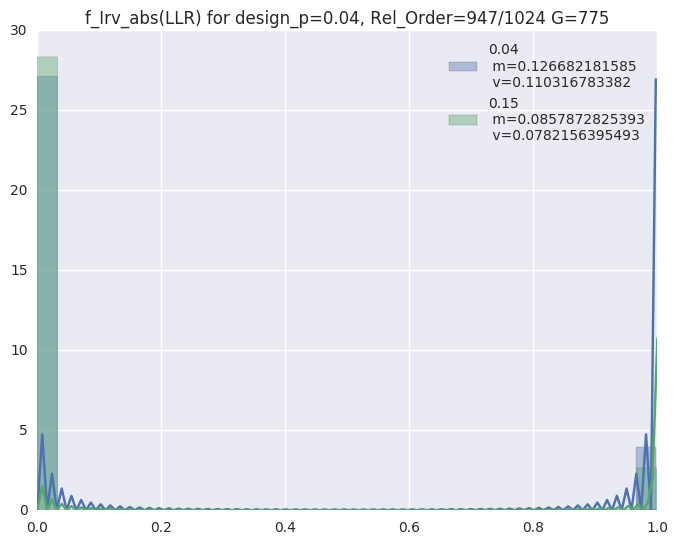 f_Irv_abs(LLR) for design_p=0.04, Rel_Order=947/1024 G=775
30
25
20
15
10
5
0
0.04
m=0.126682181585
v=0.110316783382
0.15
m=0.0857872825393
v=0.0782156395493
0.0 0.2 0.4 0.6 0.8 1.0